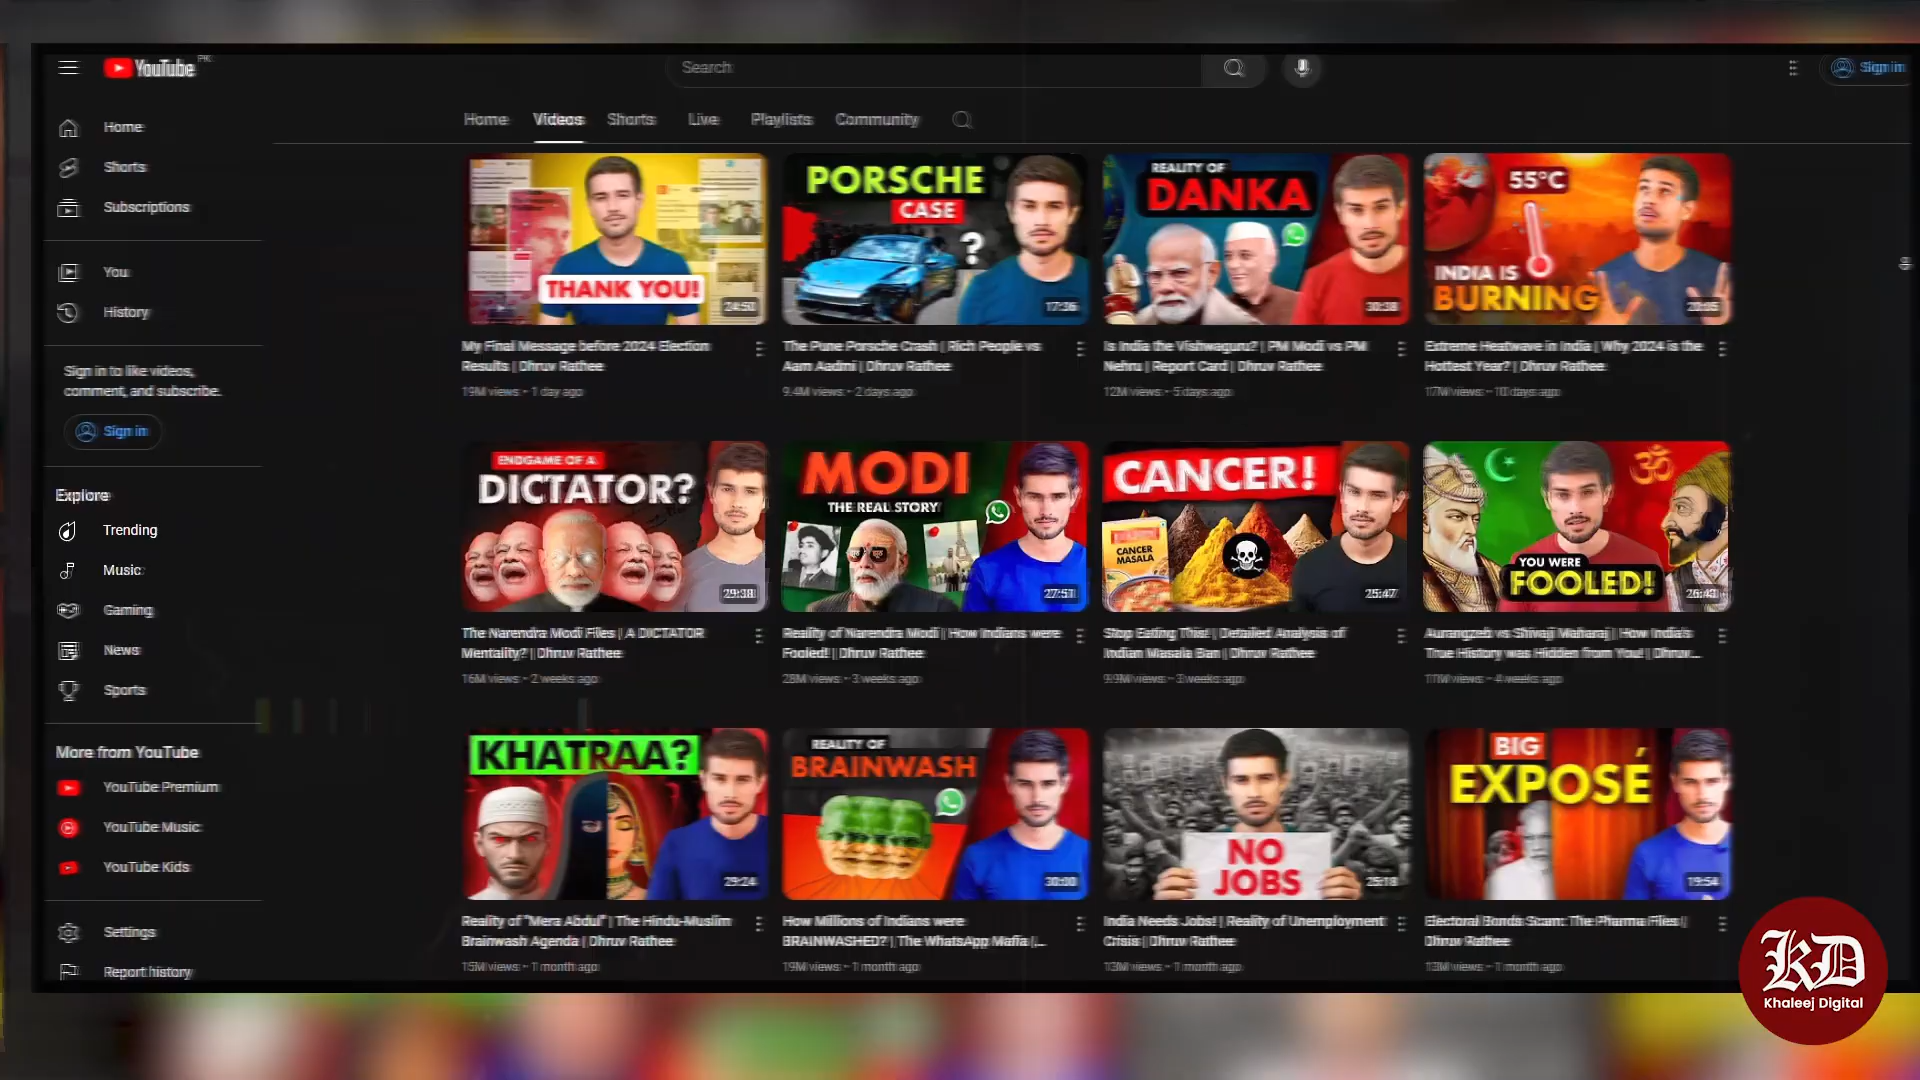 YouTube PK
Search
Sign in
Home
Shorts
Subscriptions
You
History
Sign in to like videos,
comment, and subscribe.
Sign in
Explore
Trending
Music
Gaming
News
Sports
More from YouTube
YouTube Premium
YouTube Music
YouTube Kids
Settings
Report history
Home Videos Shorts Live Playlists Community
THANK YOU!
24:50
My Final Message before 2024 Election
Results | Dhruv Rathee
19M views • 1 day ago
PORSCHE
CASE
?
17:36
The Pune Porsche Crash | Rich People vs
Aam Aadmi | Dhruv Rathee
9.4M views • 2 days ago
REALITY OF
DANKA
30:38
Is India the Vishwaguru? | PM Modi vs PM
Nehru | Report Card | Dhruv Rathee
12M views • 5 days ago
55°C
INDIA IS
BURNING
20:05
Extreme Heatwave in India | Why 2024 is the
Hottest Year? | Dhruv Rathee
17M views • 10 days ago
ENDGAME OF A
DICTATOR?
29:38
The Narendra Modi Files | A DICTATOR
Mentality? | Dhruv Rathee
16M views • 2 weeks ago
MODI
THE REAL STORY
27:51
Reality of Narendra Modi | How Indians were
Fooled! | Dhruv Rathee
28M views • 3 weeks ago
CANCER!
CANCER
MASALA
25:47
Stop Eating This! | Detailed Analysis of
Indian Masala Ban | Dhruv Rathee
9.9M views • 3 weeks ago
ॐ
YOU WERE
FOOLED!
26:43
Aurangzeb vs Shivaji Maharaj | How India's
True History was Hidden from You! | Dhruv...
11M views • 4 weeks ago
KHATRAA?
29:24
Reality of "Mera Abdul" | The Hindu-Muslim
Brainwash Agenda | Dhruv Rathee
15M views • 1 month ago
REALITY OF
BRAINWASH
How Millions of Indians were
BRAINWASHED? | The WhatsApp Mafia |...
19M views • 1 month ago
NO
JOBS
25:18
India Needs Jobs! | Reality of Unemployment
Crisis | Dhruv Rathee
13M views • 1 month ago
BIG
EXPOSÉ
19:54
Electoral Bonds Scam: The Pharma Files |
Dhruv Rathee
13M views • 1 month ago
KD
Khaleej Digital